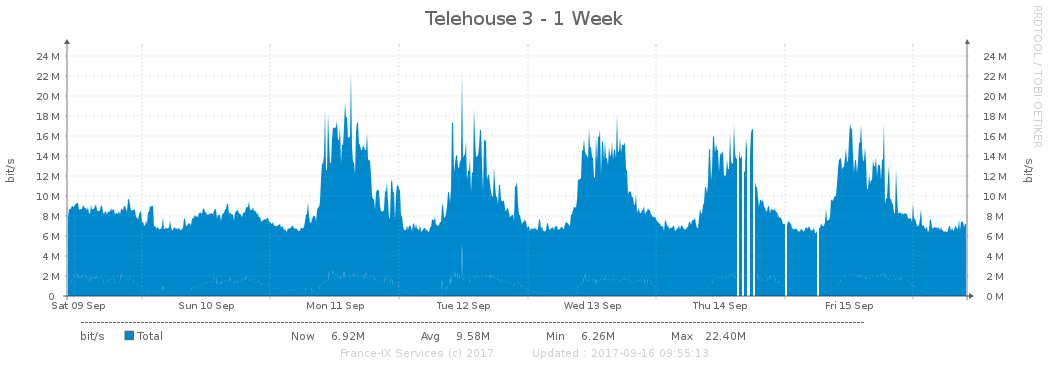 Telehouse 3 - 1 Week
RRDTOOL / TOBI OETIKER
bit/s
24 M 24 M
22 M 22 M
20 M 20 M
18 M 18 M
16 M 16 M
14 M 14 M
12 M 12 M
10 M 10 M
8 M 8 M
6 M 6 M
4 M 4 M
2 M 2 M
0 0 M
bit/s
Sat 09 Sep Sun 10 Sep Mon 11 Sep Tue 12 Sep Wed 13 Sep Thu 14 Sep Fri 15 Sep
bit/s Total Now 6.92M Avg 9.58M Min 6.26M Max 22.40M
France-IX Services (c) 2017 Updated : 2017-09-16 09:55:13